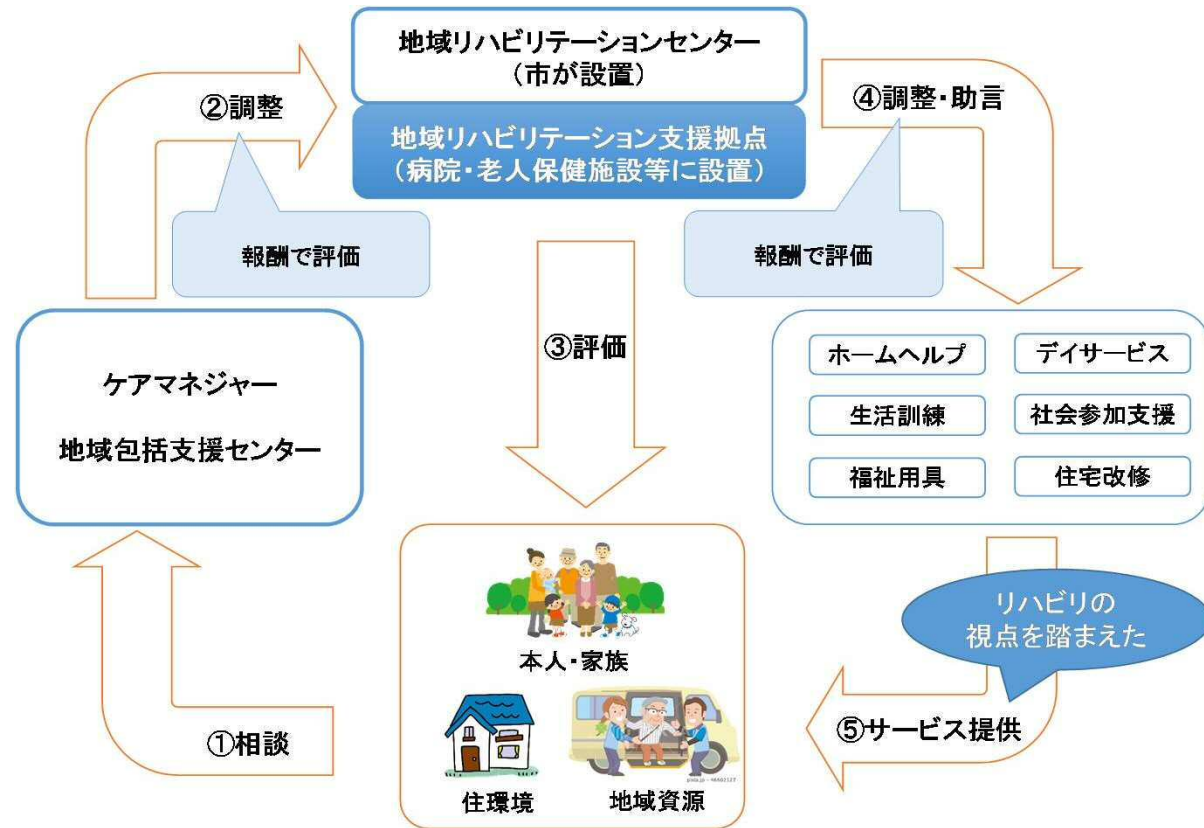 地域リハビリテーションセンター
（市が設置）
地域リハビリテーション支援拠点
（病院・老人保健施設等に設置）
②調整
④調整・助言
報酬で評価
報酬で評価
③評価
ケアマネジャー
地域包括支援センター
ホームヘルプ
デイサービス
生活訓練
社会参加支援
福祉用具
住宅改修
リハビリの
視点を踏まえた
本人・家族
①相談
⑤サービス提供
住環境
地域資源